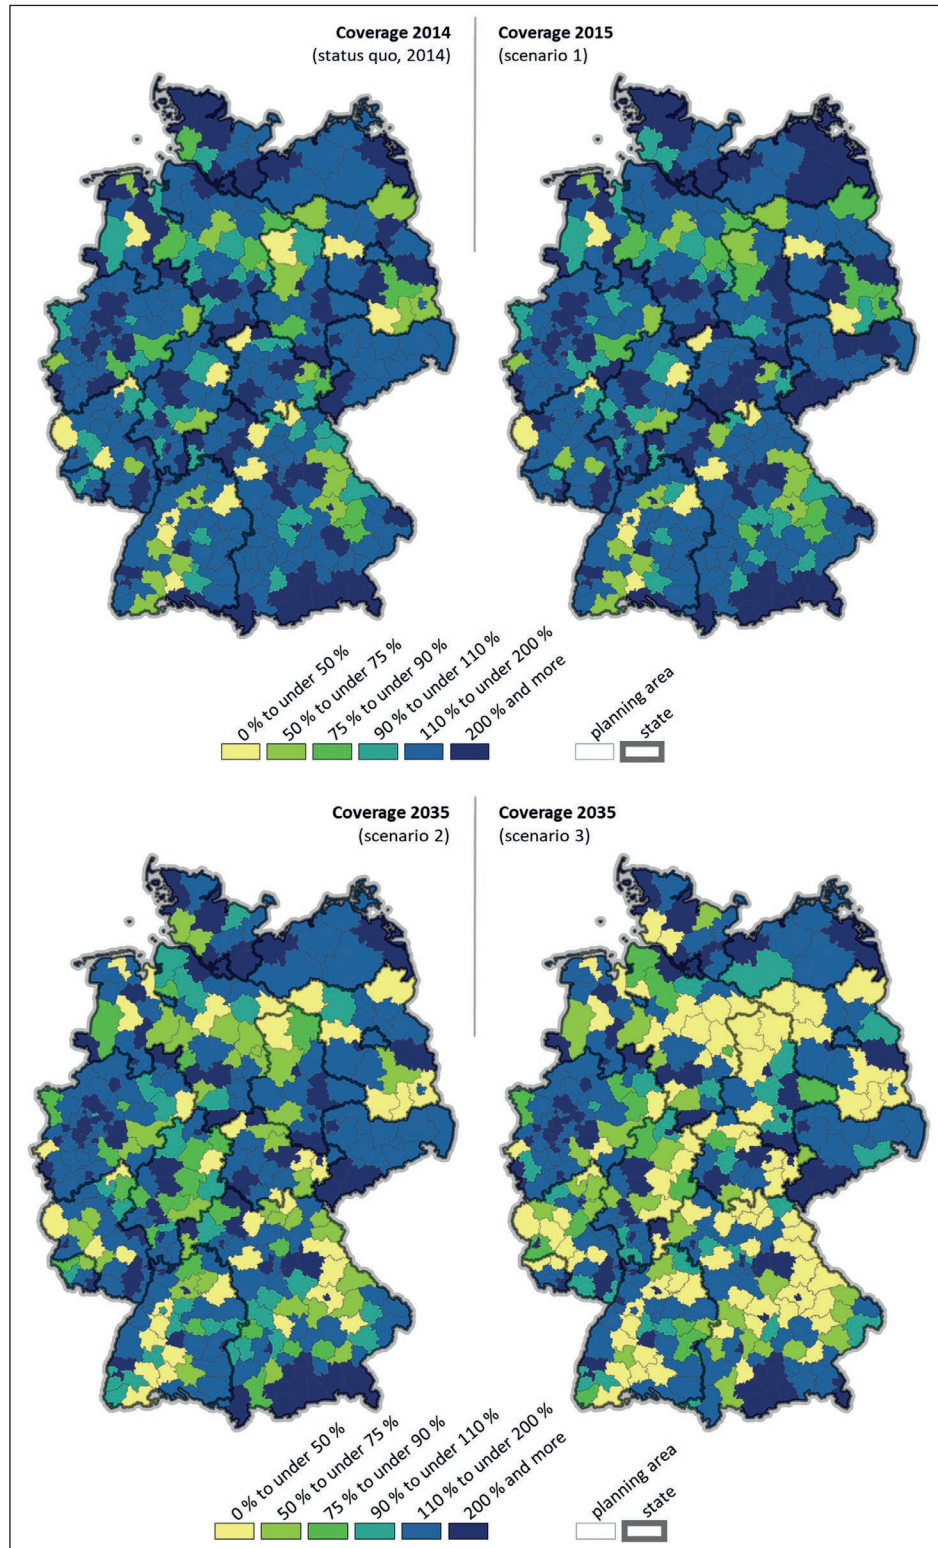 Coverage 2014
(status quo, 2014)
Coverage 2015
(scenario 1)
0 % to under 50 %
50 % to under 75 %
75 % to under 90 %
90 % to under 110 %
110 % to under 200 %
200 % and more
planning area
state
Coverage 2035
(scenario 2)
Coverage 2035
(scenario 3)
0 % to under 50 %
50 % to under 75 %
75 % to under 90 %
90 % to under 110 %
110 % to under 200 %
200 % and more
planning area
state